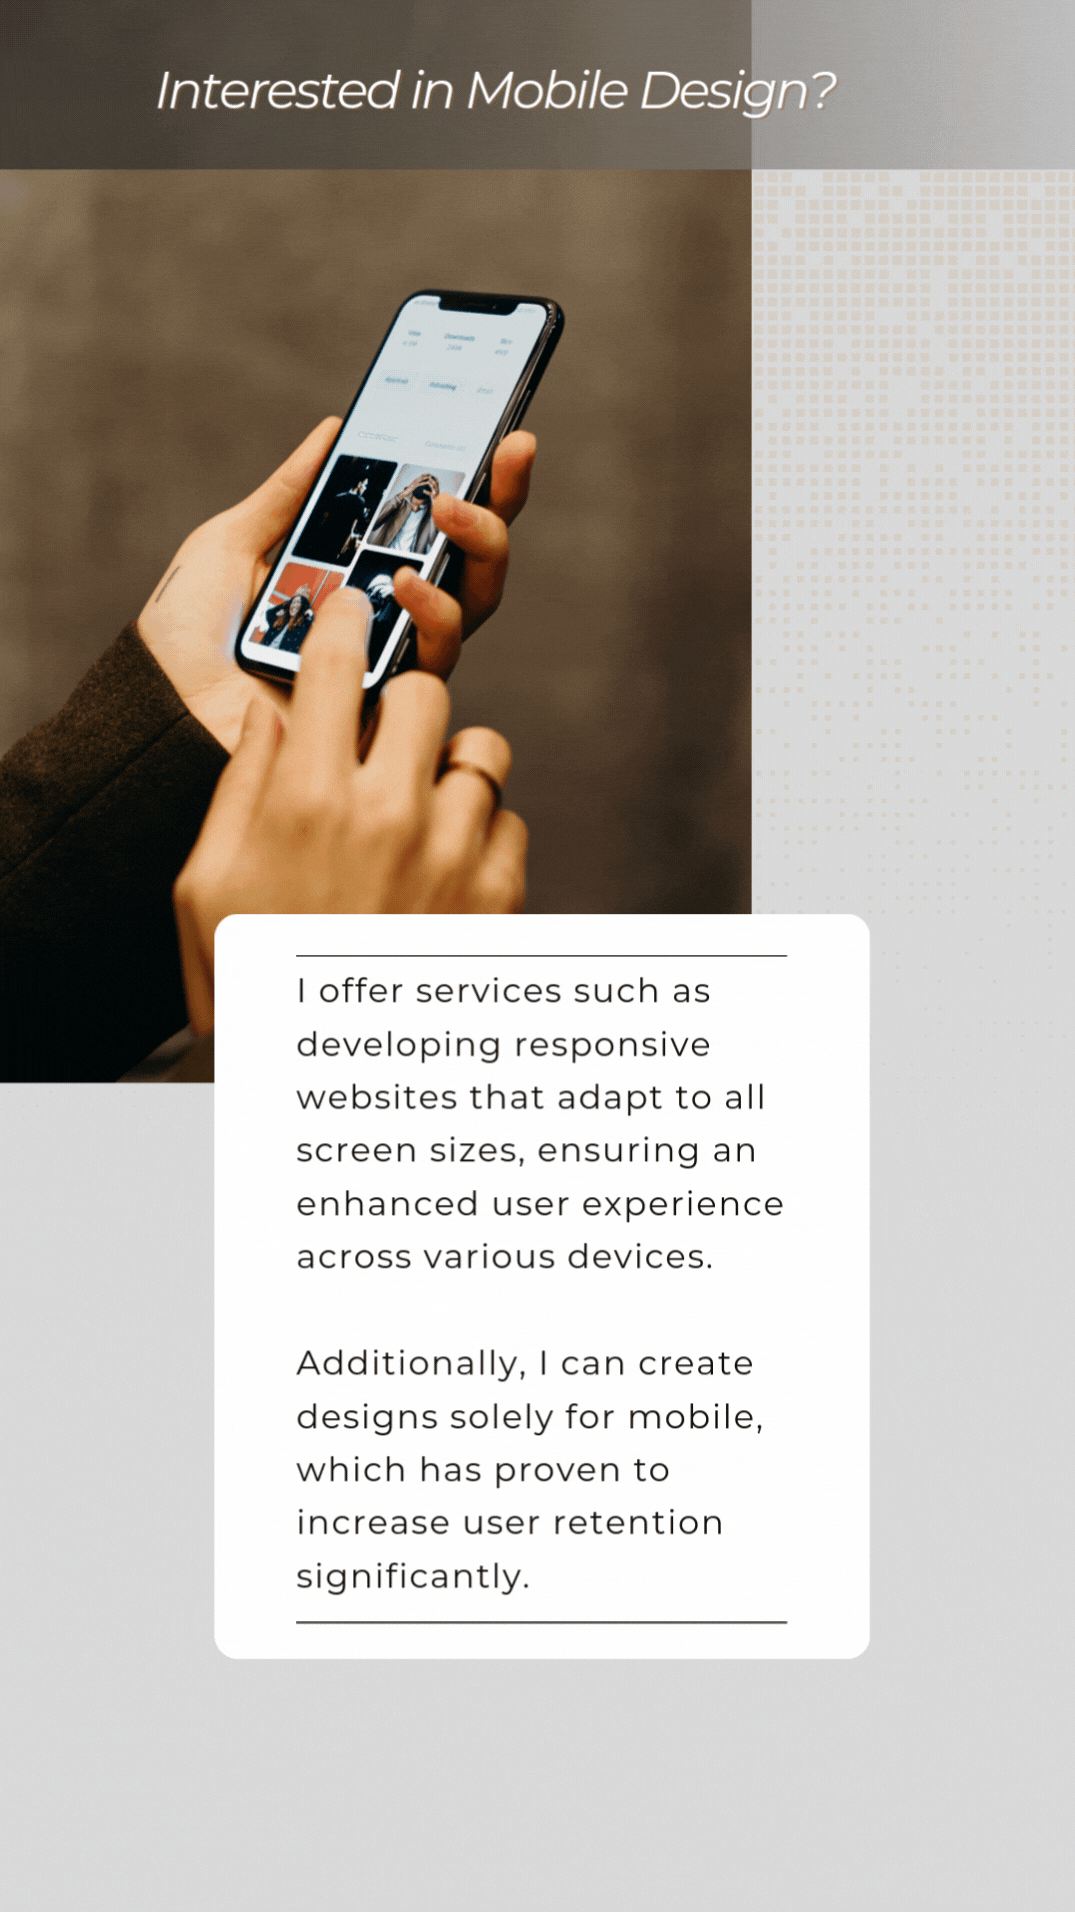 Interested in Mobile Design?
I offer services such as
developing responsive
websites that adapt to all
screen sizes, ensuring an
enhanced user experience
across various devices.
Additionally, I can create
designs solely for mobile,
which has proven to
increase user retention
significantly.